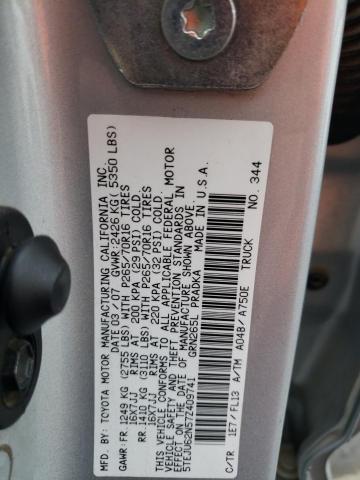 MFD. BY: TOYOTA MOTOR MANUFACTURING CALIFORNIA INC.
DATE 03/07 GVWR: 2426 KG( 5350 LBS)
GAWR: FR. 1249 KG (2755 LBS) WITH P265/70R16 TIRES
16X7JJ RIMS AT 200 KPA (29 PSI) COLD.
RR. 1410 KG (3110 LBS) WITH P265/70R16 TIRES
16X7JJ RIMS AT 220 KPA (32 PSI) COLD.
THIS VEHICLE CONFORMS TO ALL APPLICABLE FEDERAL MOTOR
VEHICLE SAFETY AND THEFT PREVENTION STANDARDS IN
EFFECT ON THE DATE OF MANUFACTURE SHOWN ABOVE.
5TEJU62N57Z409741 GRN265L PRADKA MADE IN U.S.A.
TRUCK
C/TR 1E7/FL13 A/TM A04B/A750E NO. 344